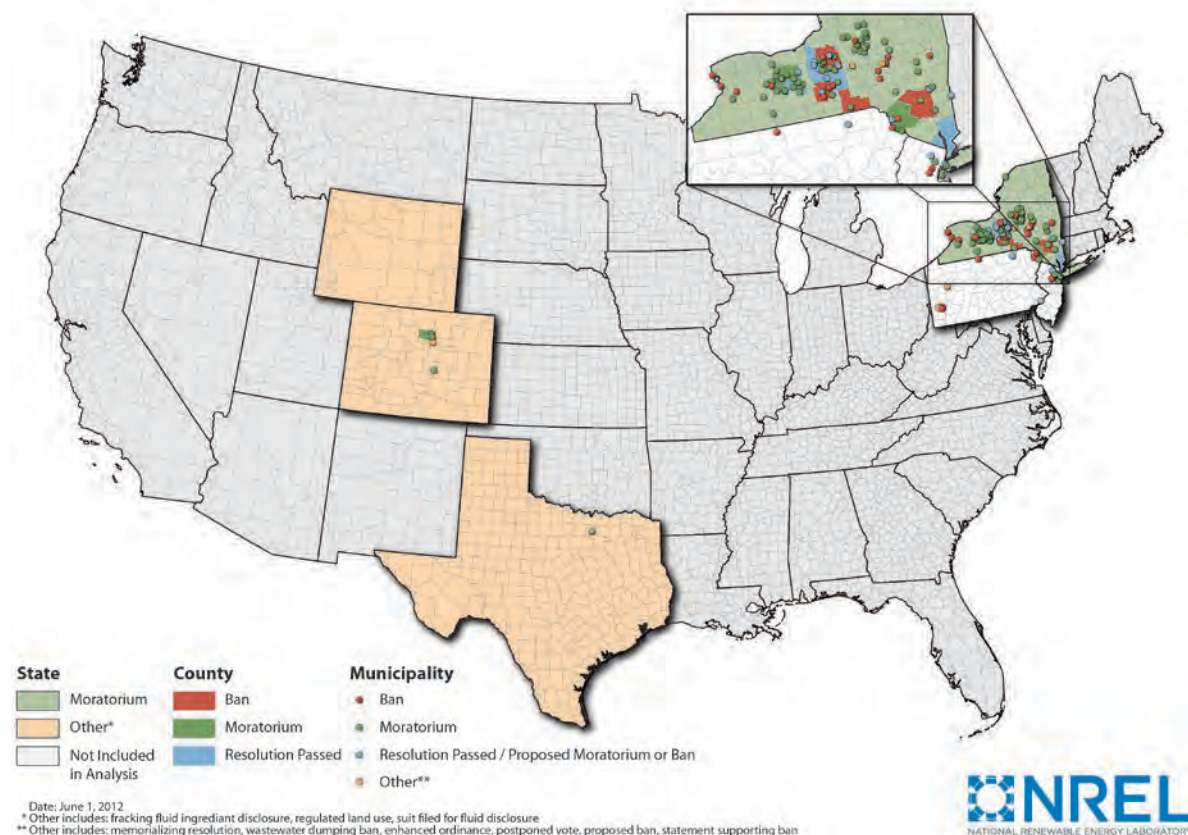 State
Moratorium
Other*
Not Included
in Analysis
County
Ban
Moratorium
Resolution Passed
Municipality
Ban
Moratorium
Resolution Passed / Proposed Moratorium or Ban
Other**
Date: June 1, 2012
* Other includes: fracking fluid ingrediant disclosure, regulated land use, suit filed for fluid disclosure
** Other includes: memorializing resolution, wastewater dumping ban, enhanced ordinance, postponed vote, proposed ban, statement supporting ban
NREL
NATIONAL RENEWABLE ENERGY LABORATORY